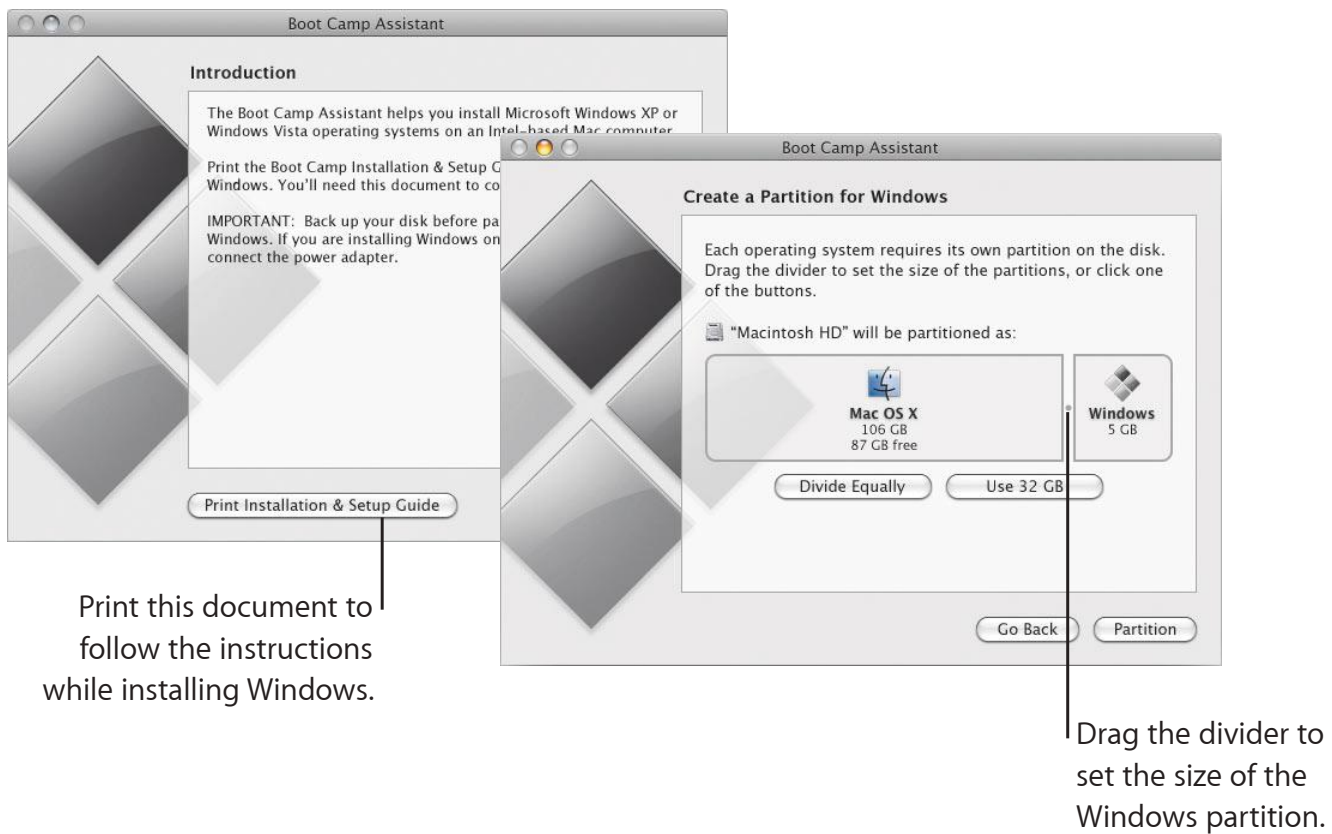 Boot Camp Assistant
Introduction
The Boot Camp Assistant helps you install Microsoft Windows XP or
Windows Vista operating systems on an Intel-based Mac computer.
Print the Boot Camp Installation & Setup G
Windows. You'll need this document to co
IMPORTANT: Back up your disk before pa
Windows. If you are installing Windows on
connect the power adapter.
Print Installation & Setup Guide
Print this document to
follow the instructions
while installing Windows.
Boot Camp Assistant
Create a Partition for Windows
Each operating system requires its own partition on the disk.
Drag the divider to set the size of the partitions, or click one
of the buttons.
"Macintosh HD" will be partitioned as:
Mac OS X
106 GB
87 GB free
Windows
5 GB
Divide Equally
Use 32 GB
Go Back
Partition
Drag the divider to
set the size of the
Windows partition.